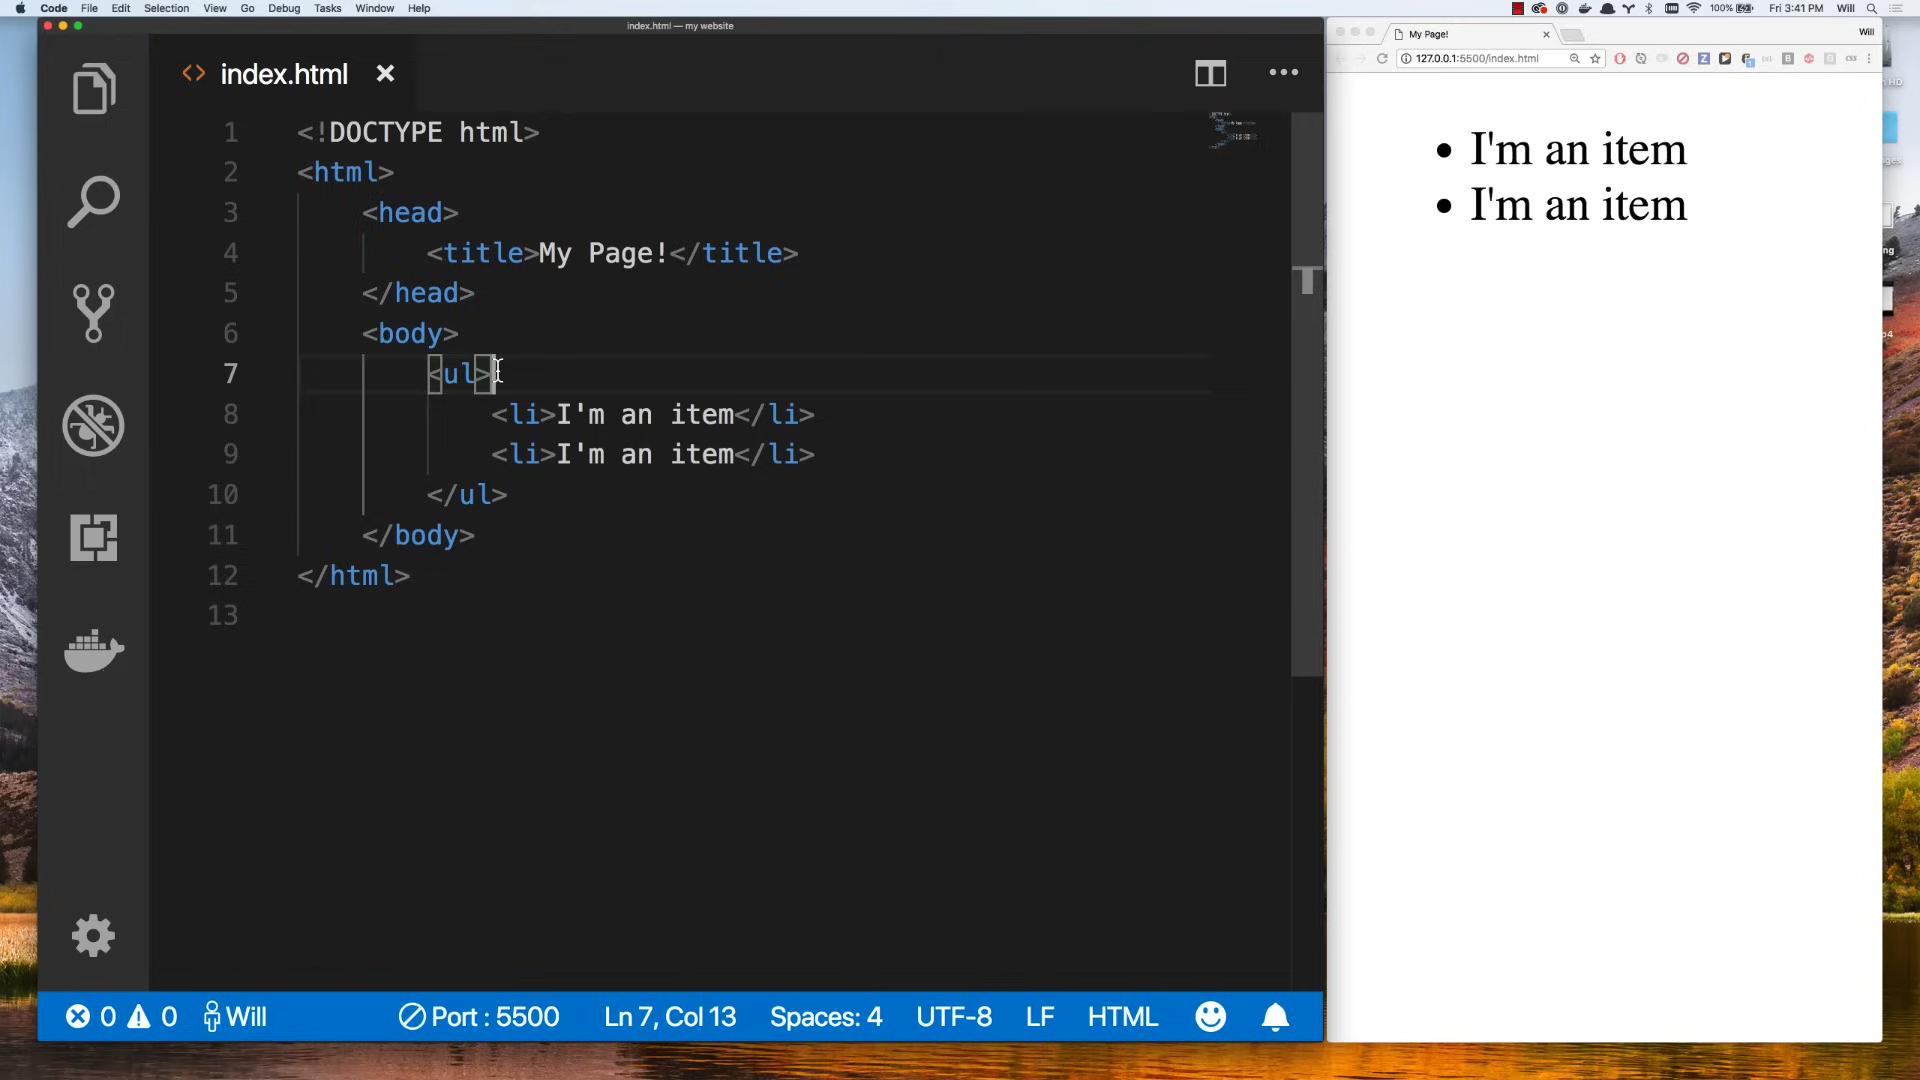 Code File Edit Selection View Go Debug Tasks Window Help
100% Fri 3:41 PM Will
index.html — my website
My Page!
Will
127.0.0.1:5500/index.html
index.html
1 <!DOCTYPE html>
2 <html>
3 <head>
4 <title>My Page!</title>
5 </head>
6 <body>
7 <ul>
8 <li>I'm an item</li>
9 <li>I'm an item</li>
10 </ul>
11 </body>
12 </html>
13
• I'm an item
• I'm an item
0 0 Will Port : 5500 Ln 7, Col 13 Spaces: 4 UTF-8 LF HTML